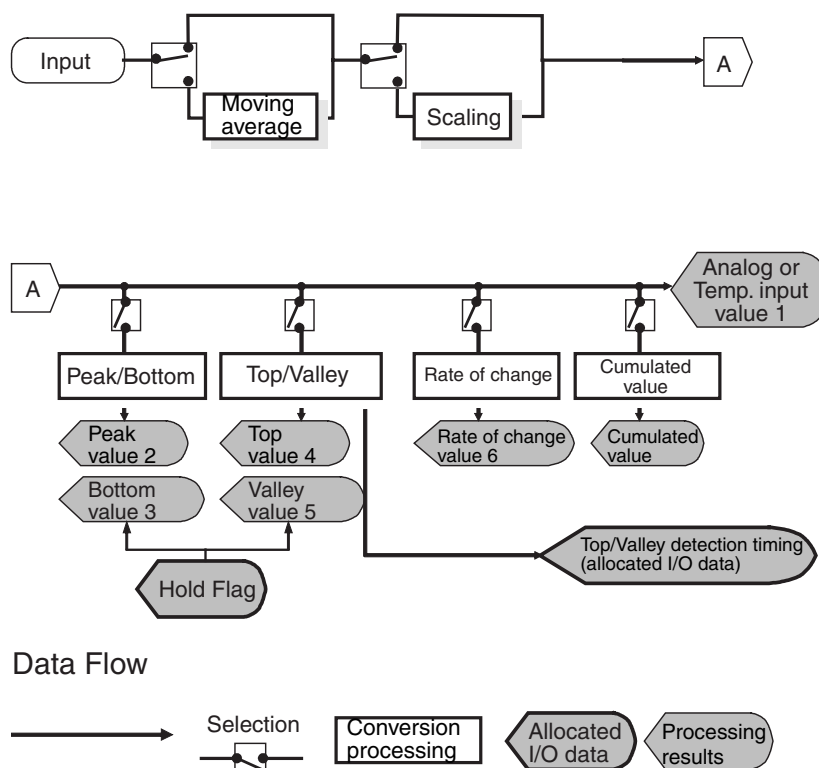 Input
Moving
average
Scaling
A
A
Analog or
Temp. input
value 1
Peak/Bottom
Top/Valley
Rate of change
Cumulated
value
Peak
value 2
Top
value 4
Rate of change
value 6
Cumulated
value
Bottom
value 3
Valley
value 5
Top/Valley detection timing
(allocated I/O data)
Hold Flag
Data Flow
Selection
Conversion
processing
Allocated
I/O data
Processing
results